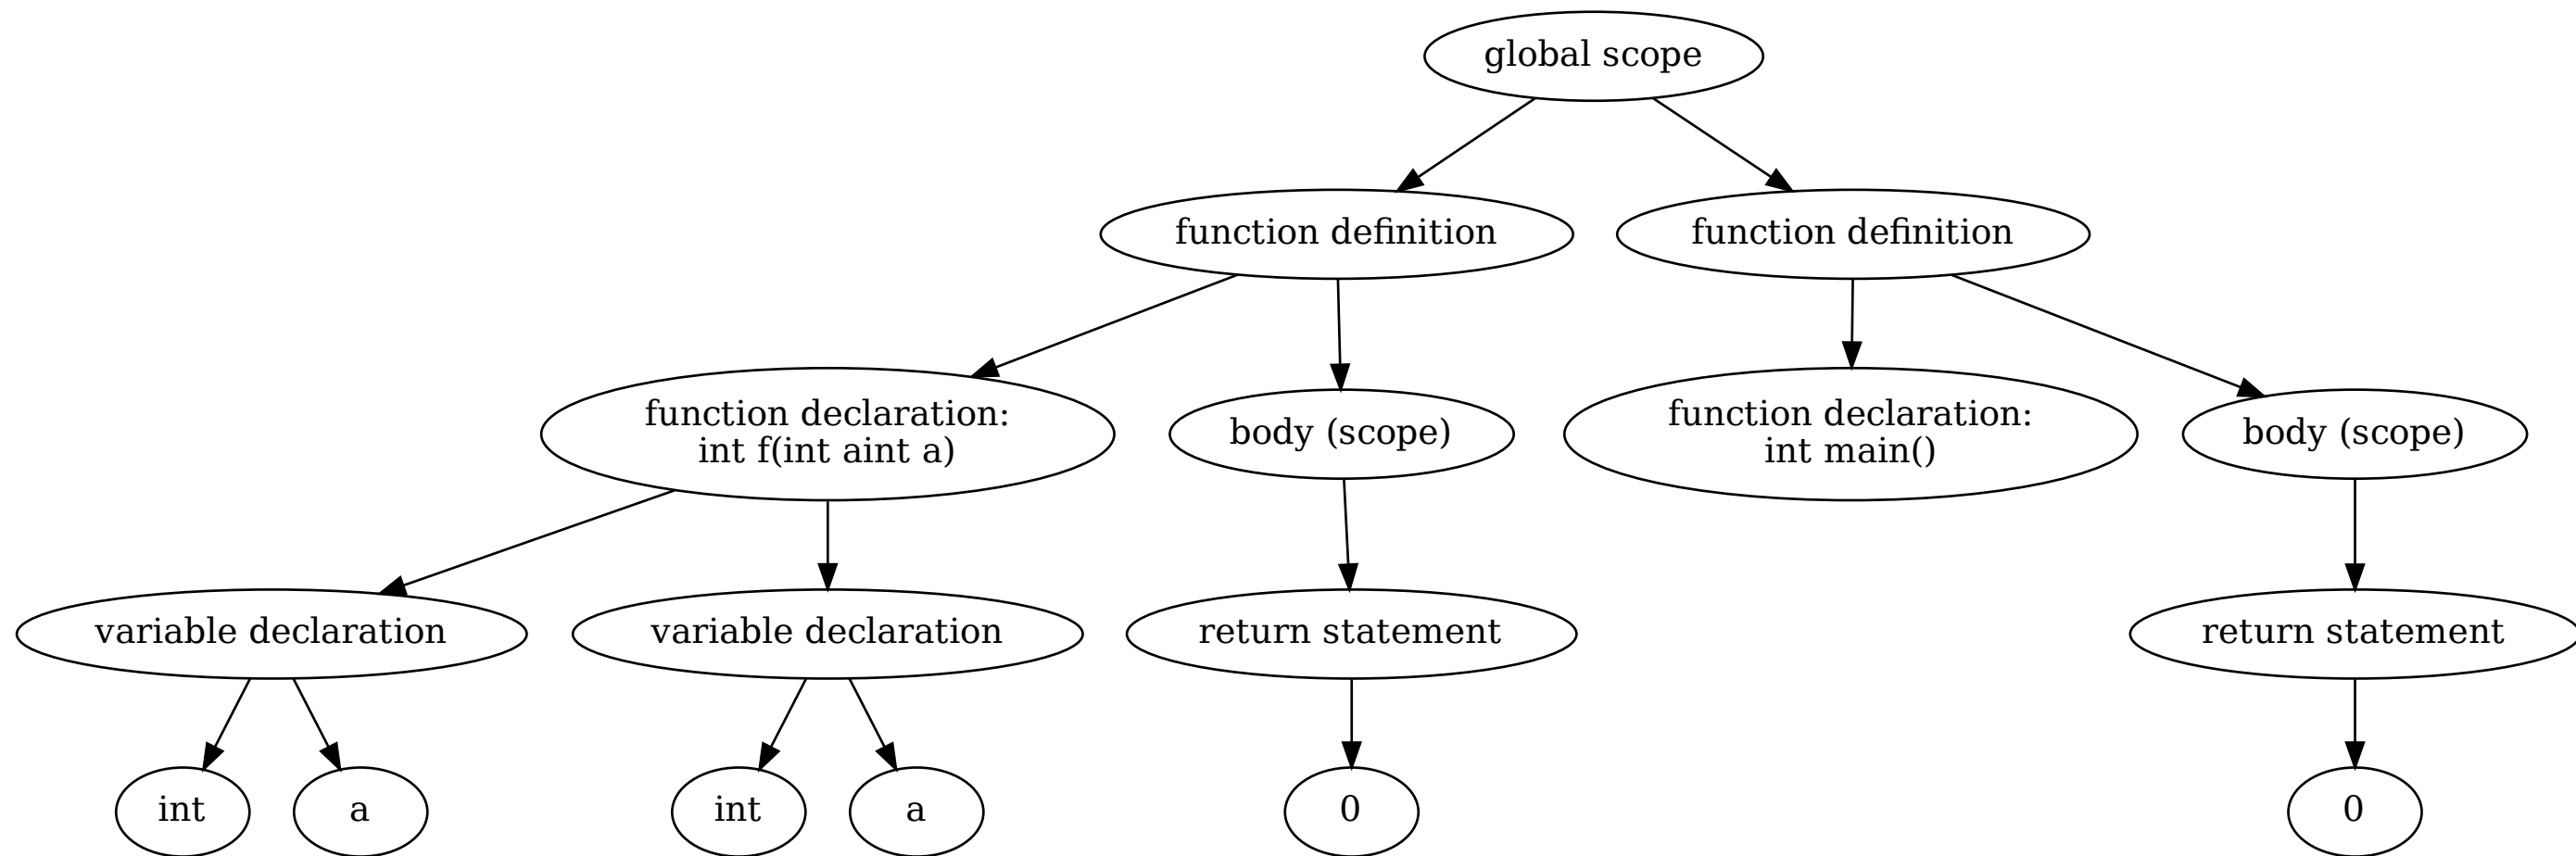 global scope
function definition
function definition
function declaration:
int f(int aint a)
body (scope)
function declaration:
int main()
body (scope)
variable declaration
variable declaration
return statement
return statement
int
a
int
a
0
0